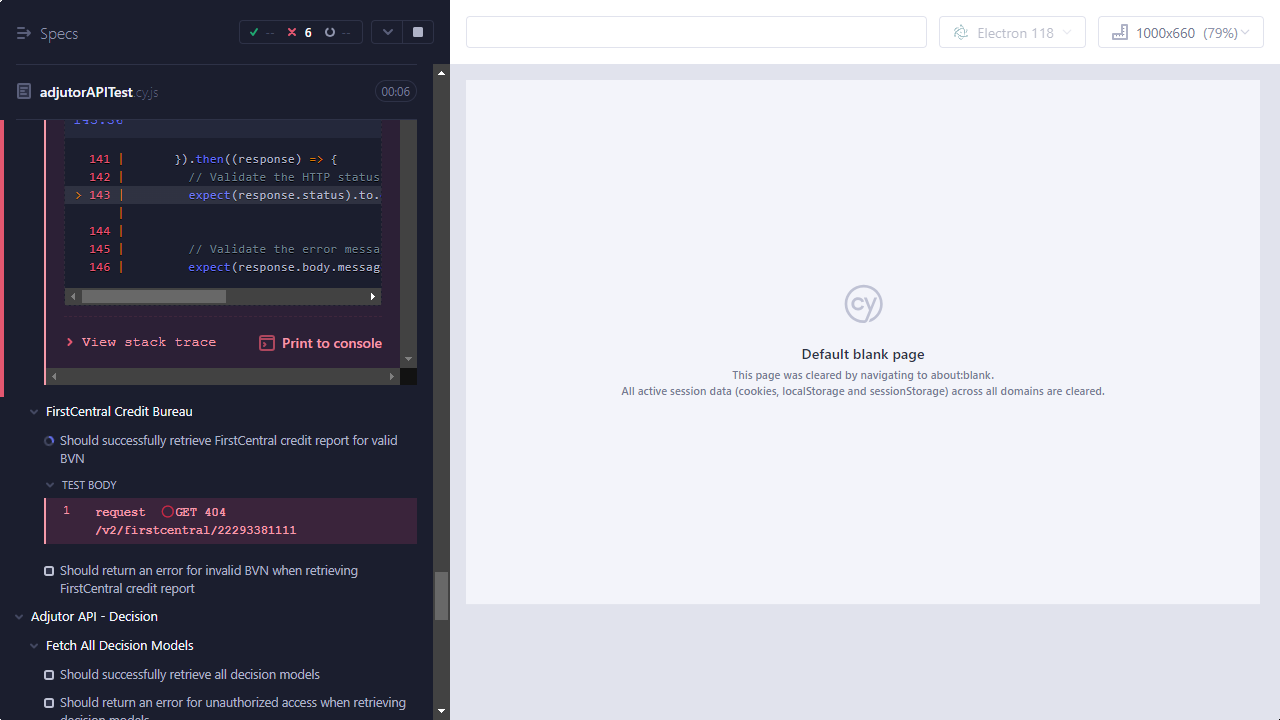 Specs
-- 6 --
Electron 118
1000x660 (79%)
adjutorAPITest.cy.js
00:06
143:36
141 | }).then((response) => {
142 | // Validate the HTTP status
> 143 | expect(response.status).to.
|
144 |
145 | // Validate the error messa
146 | expect(response.body.messag
View stack trace
Print to console
FirstCentral Credit Bureau
Should successfully retrieve FirstCentral credit report for valid
BVN
TEST BODY
1 request GET 404
/v2/firstcentral/22293381111
Should return an error for invalid BVN when retrieving
FirstCentral credit report
Adjutor API - Decision
Fetch All Decision Models
Should successfully retrieve all decision models
Should return an error for unauthorized access when retrieving
decision models
cy
Default blank page
This page was cleared by navigating to about:blank.
All active session data (cookies, localStorage and sessionStorage) across all domains are cleared.